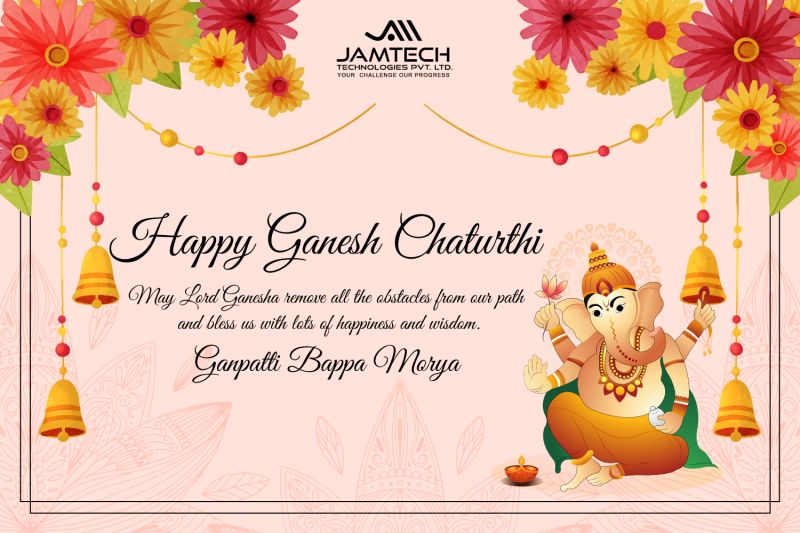 JAMTECH
TECHNOLOGIES PVT. LTD.
YOUR CHALLENGE OUR PROGRESS
Happy Ganesh Chaturthi
May Lord Ganesha remove all the obstacles from our path
and bless us with lots of happiness and wisdom.
Ganpatti Bappa Morya